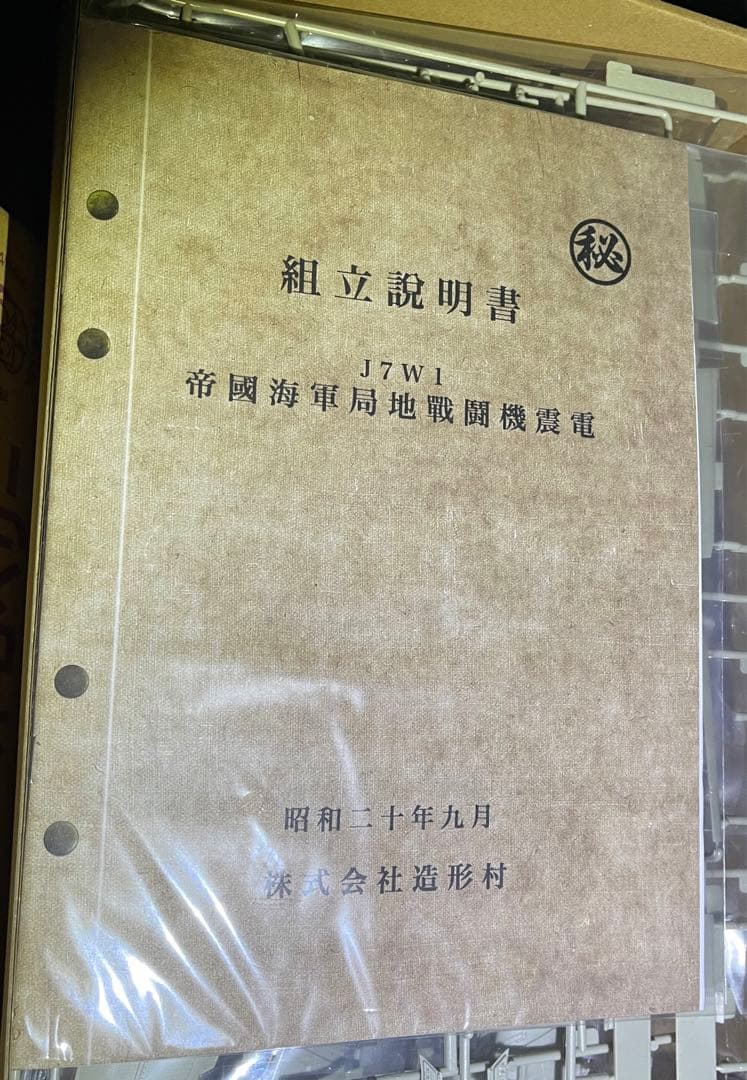 ㊙
組立説明書
J7W1
帝國海軍局地戰闘機震電
昭和二十年九月
株式会社造形村